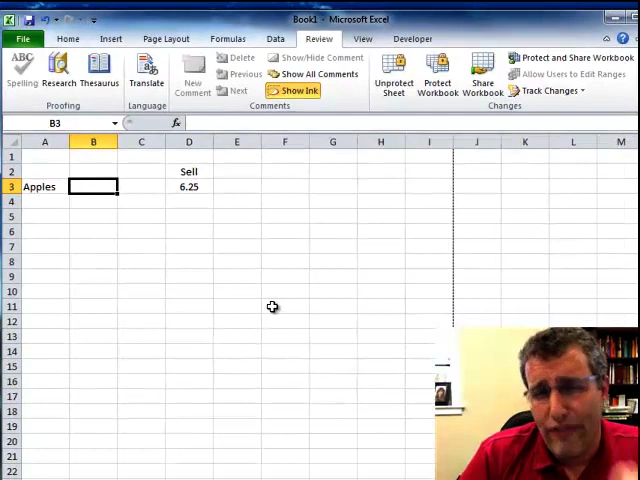 Book1 - Microsoft Excel
File Home Insert Page Layout Formulas Data Review View Developer
ABC
Spelling Research Thesaurus
Proofing
Translate
Language
New Comment
Delete
Previous
Next
Show/Hide Comment
Show All Comments
Show Ink
Comments
Unprotect Sheet
Protect Workbook
Share Workbook
Protect and Share Workbook
Allow Users to Edit Ranges
Track Changes
Changes
B3 fx
A B C D E F G H I J K L M
1
2 Sell
3 Apples 6.25
4
5
6
7
8
9
10
11
12
13
14
15
16
17
18
19
20
21
22